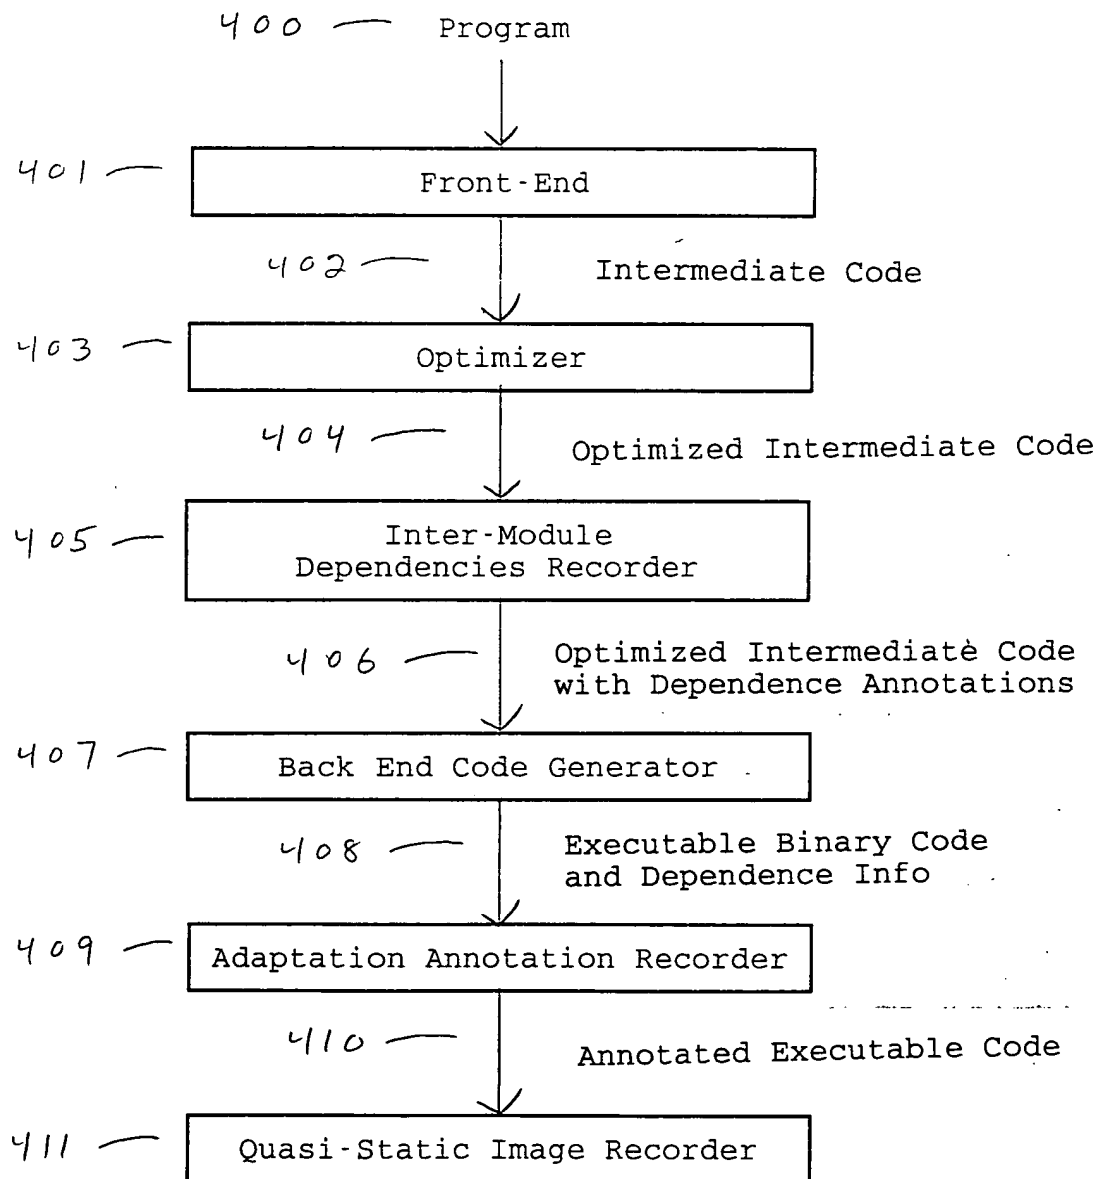 400 Program
401 Front-End
402 Intermediate Code
403 Optimizer
404 Optimized Intermediate Code
405 Inter-Module
Dependencies Recorder
406 Optimized Intermediate Code
with Dependence Annotations
407 Back End Code Generator
408 Executable Binary Code
and Dependence Info
409 Adaptation Annotation Recorder
410 Annotated Executable Code
411 Quasi-Static Image Recorder